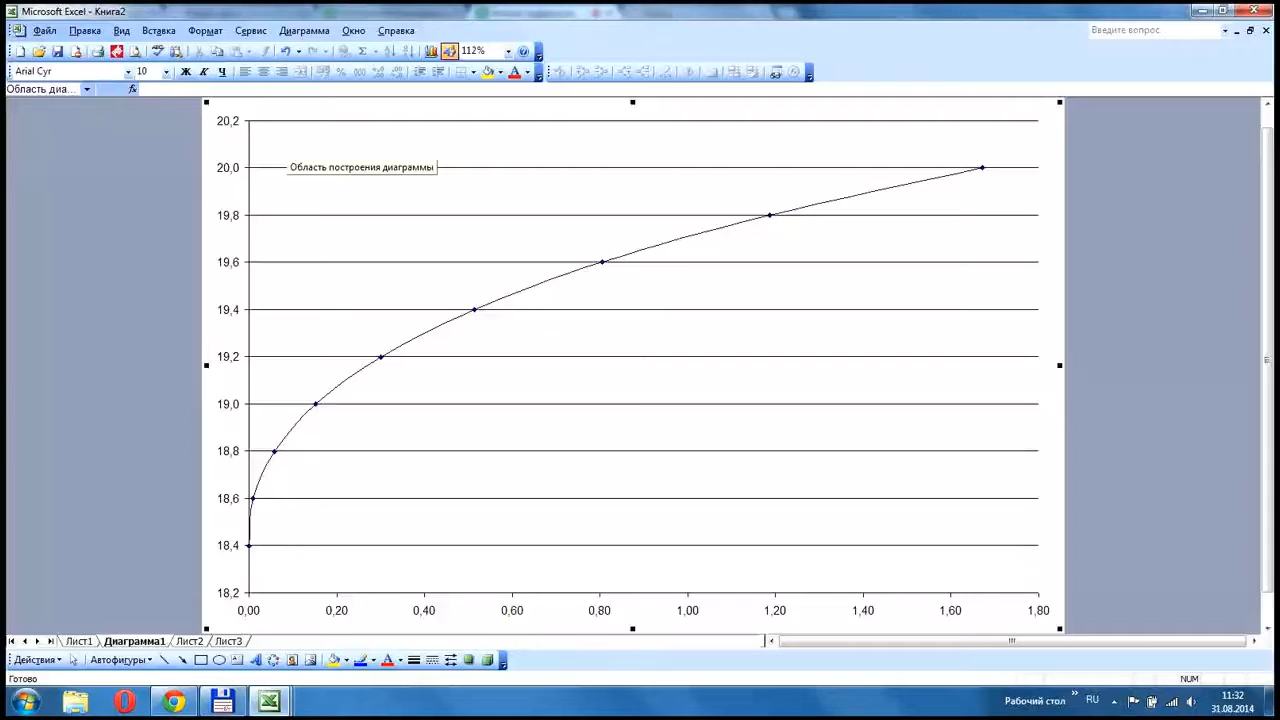 Microsoft Excel - Книга2
Файл Правка Вид Вставка Формат Сервис Диаграмма Окно Справка Введите вопрос
112%
Arial Cyr 10 Ж К Ч
Область диа... fx
20,2
20,0 Область построения диаграммы
19,8
19,6
19,4
19,2
19,0
18,8
18,6
18,4
18,2
0,00 0,20 0,40 0,60 0,80 1,00 1,20 1,40 1,60 1,80
Лист1 Диаграмма1 Лист2 Лист3
Действия Автофигуры
Готово NUM
Рабочий стол RU 11:32
31.08.2014